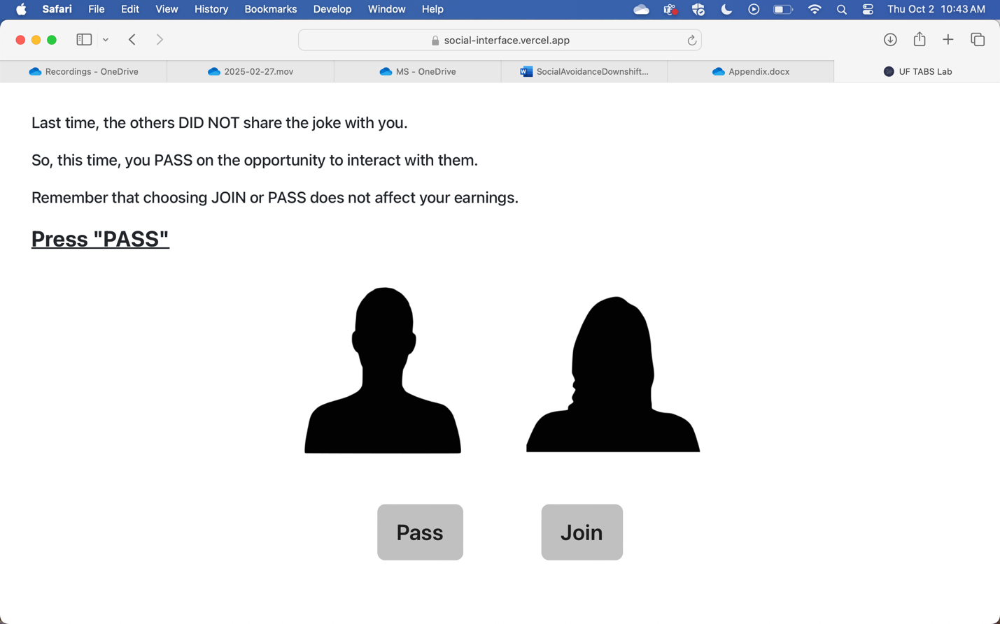 Safari File Edit View History Bookmarks Develop Window Help Thu Oct 2 10:43 AM
social-interface.vercel.app
Recordings - OneDrive 2025-02-27.mov MS - OneDrive SocialAvoidanceDownshift... Appendix.docx UF TABS Lab
Last time, the others DID NOT share the joke with you.
So, this time, you PASS on the opportunity to interact with them.
Remember that choosing JOIN or PASS does not affect your earnings.
Press "PASS"
Pass Join